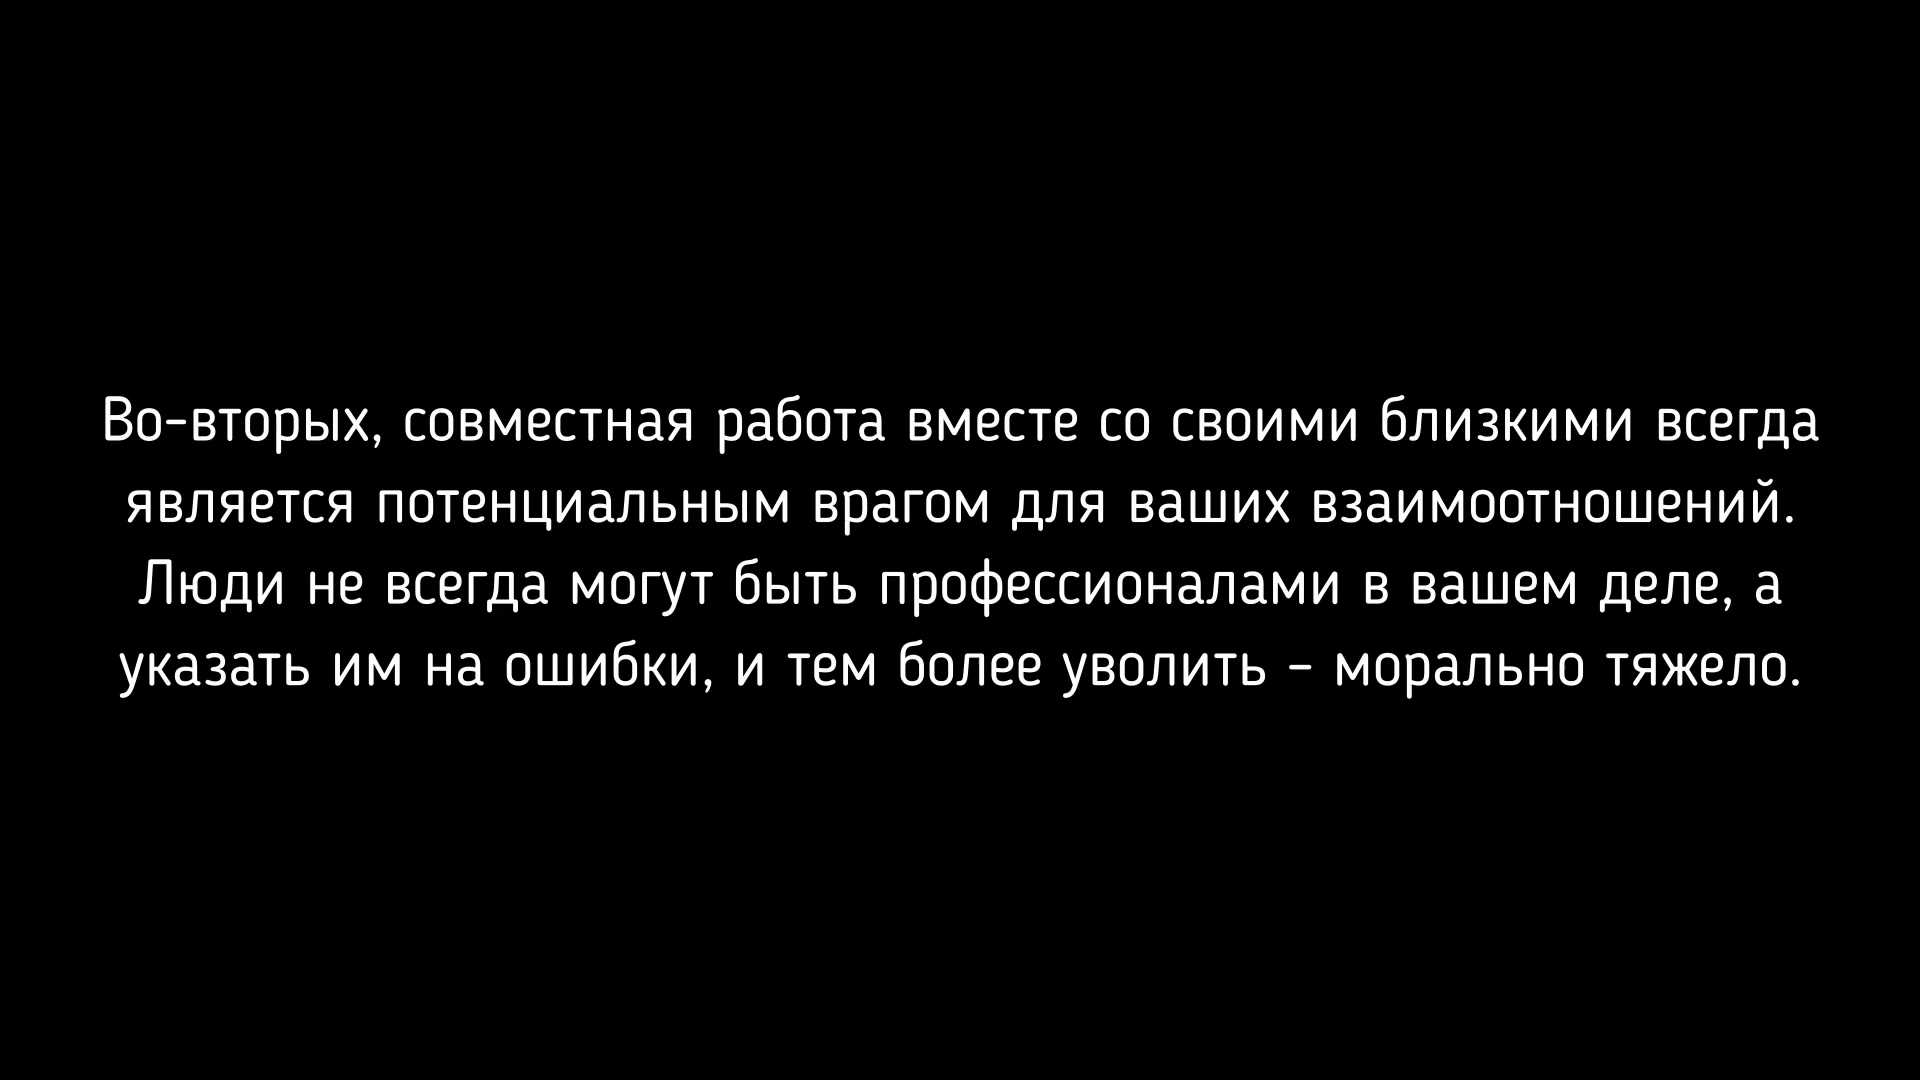 Во-вторых, совместная работа вместе со своими близкими всегда
является потенциальным врагом для ваших взаимоотношений.
Люди не всегда могут быть профессионалами в вашем деле, а
указать им на ошибки, и тем более уволить - морально тяжело.